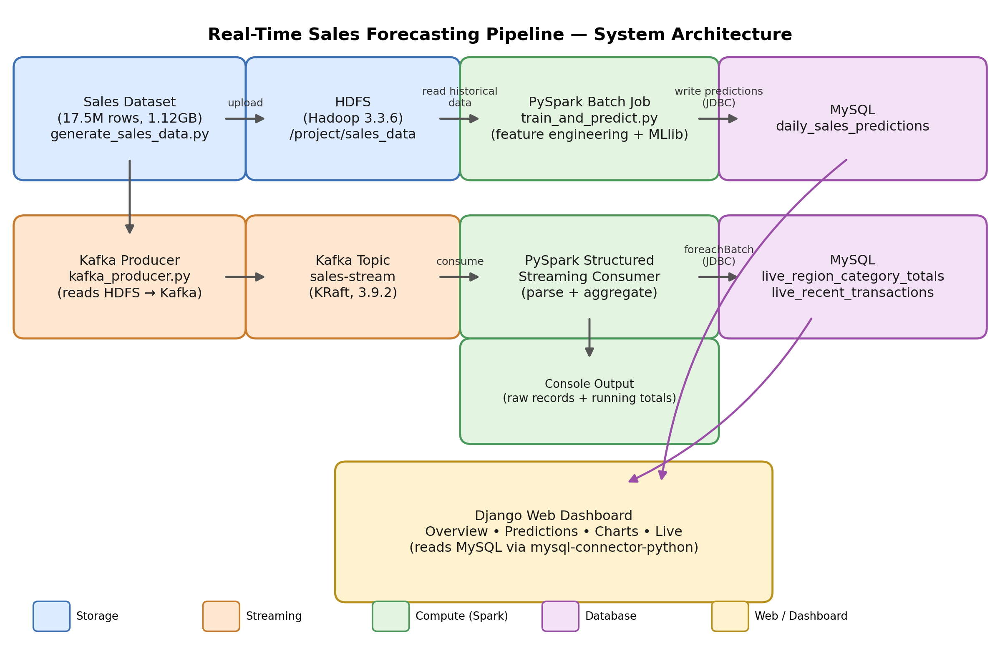 Real-Time Sales Forecasting Pipeline — System Architecture
Sales Dataset
(17.5M rows, 1.12GB)
generate_sales_data.py
upload
HDFS
(Hadoop 3.3.6)
/project/sales_data
read historical
data
PySpark Batch Job
train_and_predict.py
(feature engineering + MLlib)
write predictions
(JDBC)
MySQL
daily_sales_predictions
Kafka Producer
kafka_producer.py
(reads HDFS → Kafka)
Kafka Topic
sales-stream
(KRaft, 3.9.2)
consume
PySpark Structured
Streaming Consumer
(parse + aggregate)
foreachBatch
(JDBC)
MySQL
live_region_category_totals
live_recent_transactions
Console Output
(raw records + running totals)
Django Web Dashboard
Overview • Predictions • Charts • Live
(reads MySQL via mysql-connector-python)
Storage
Streaming
Compute (Spark)
Database
Web / Dashboard